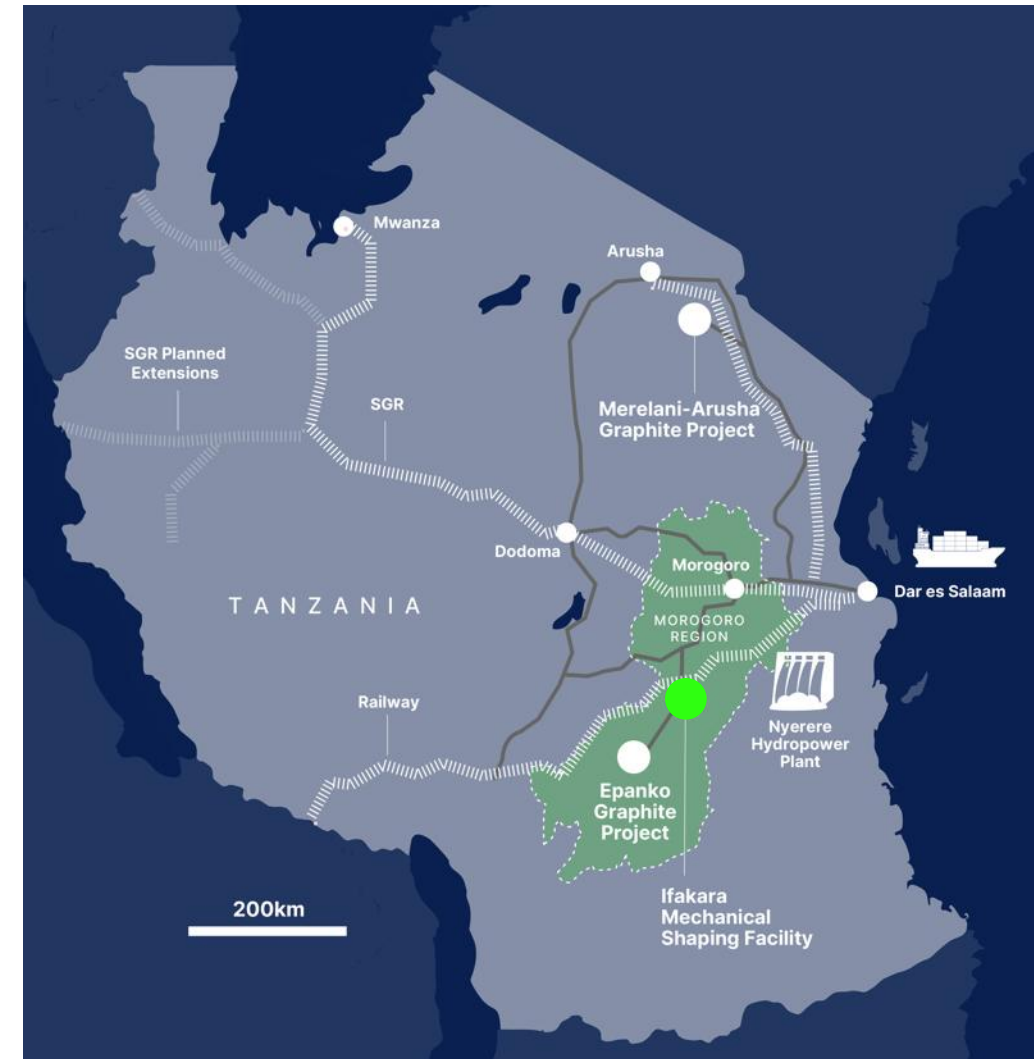 Mwanza
Arusha
SGR Planned
Extensions
SGR
Merelani-Arusha
Graphite Project
Dodoma
Morogoro
Dar es Salaam
TANZANIA
MOROGORO
REGION
Railway
Nyerere
Hydropower
Plant
Epanko
Graphite
Project
Ifakara
Mechanical
Shaping Facility
200km